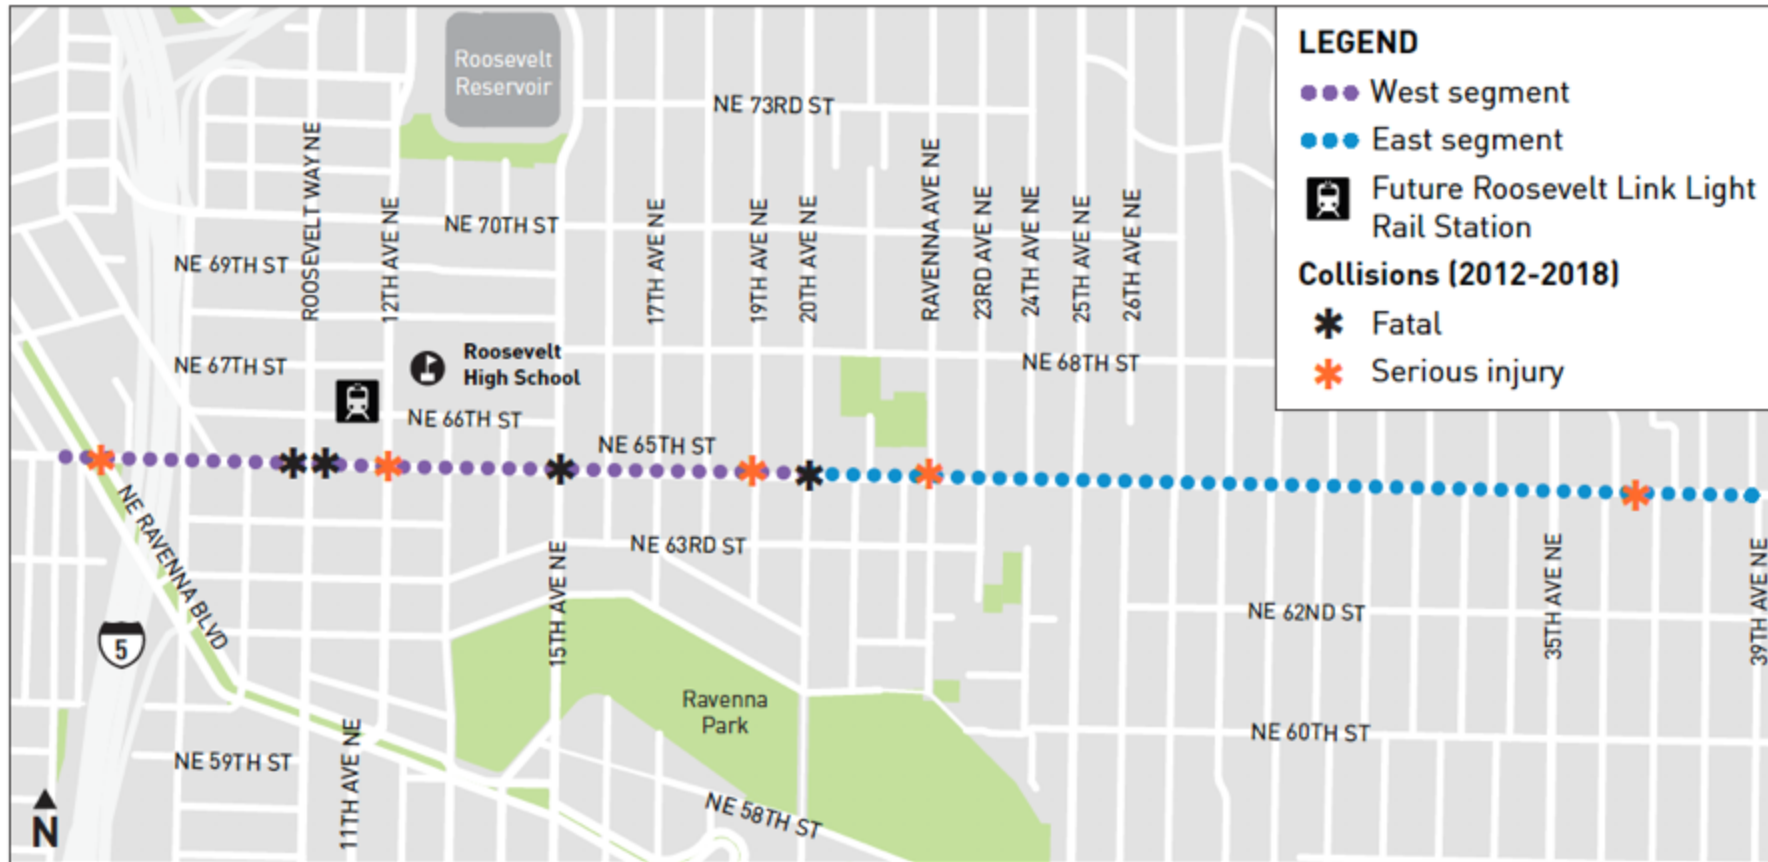 LEGEND
West segment
East segment
Future Roosevelt Link Light
Rail Station
Collisions (2012-2018)
Fatal
Serious injury
Roosevelt
Reservoir
NE 73RD ST
ROOSEVELT WAY NE
12TH AVE NE
NE 70TH ST
17TH AVE NE
19TH AVE NE
20TH AVE NE
RAVENNA AVE NE
23RD AVE NE
24TH AVE NE
25TH AVE NE
26TH AVE NE
NE 69TH ST
NE 67TH ST
Roosevelt
High School
NE 68TH ST
NE 66TH ST
NE 65TH ST
NE RAVENNA BLVD
15TH AVE NE
NE 63RD ST
35TH AVE NE
39TH AVE NE
NE 62ND ST
5
Ravenna
Park
NE 60TH ST
NE 59TH ST
11TH AVE NE
NE 58TH ST
N